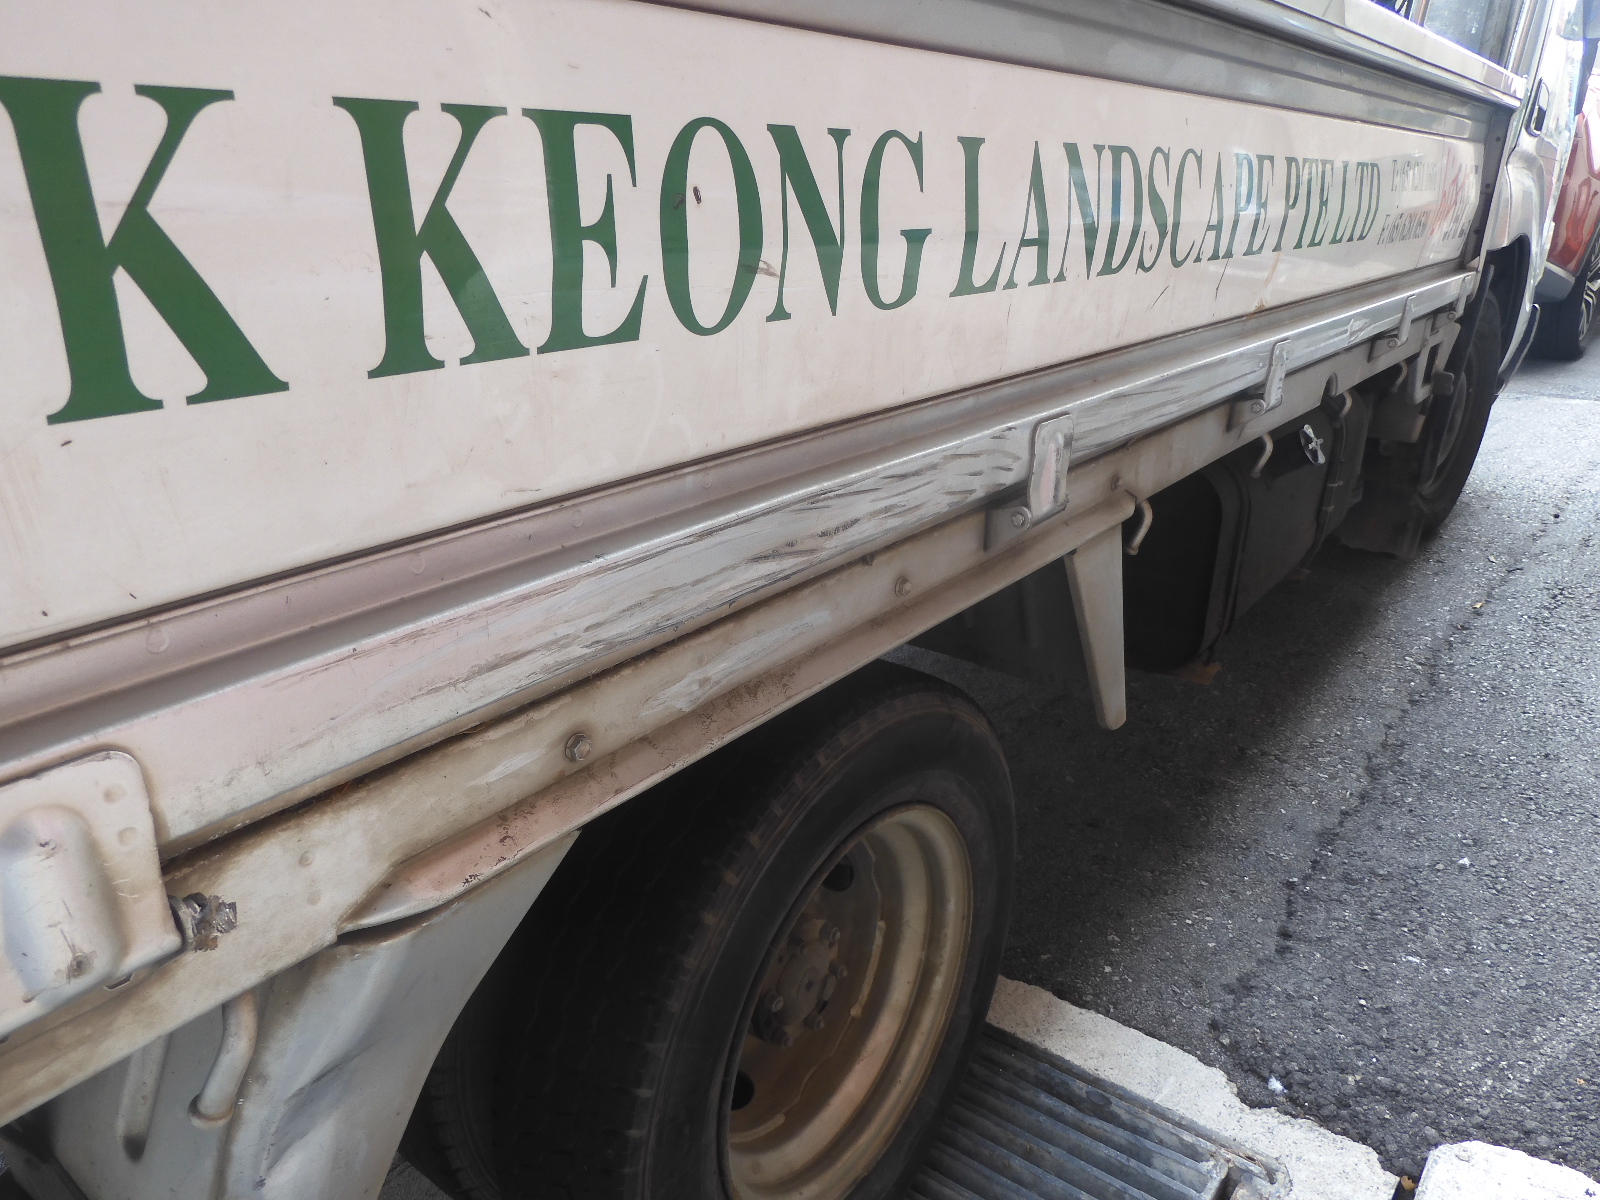 K KEONG LANDSCAPE PTE LTD